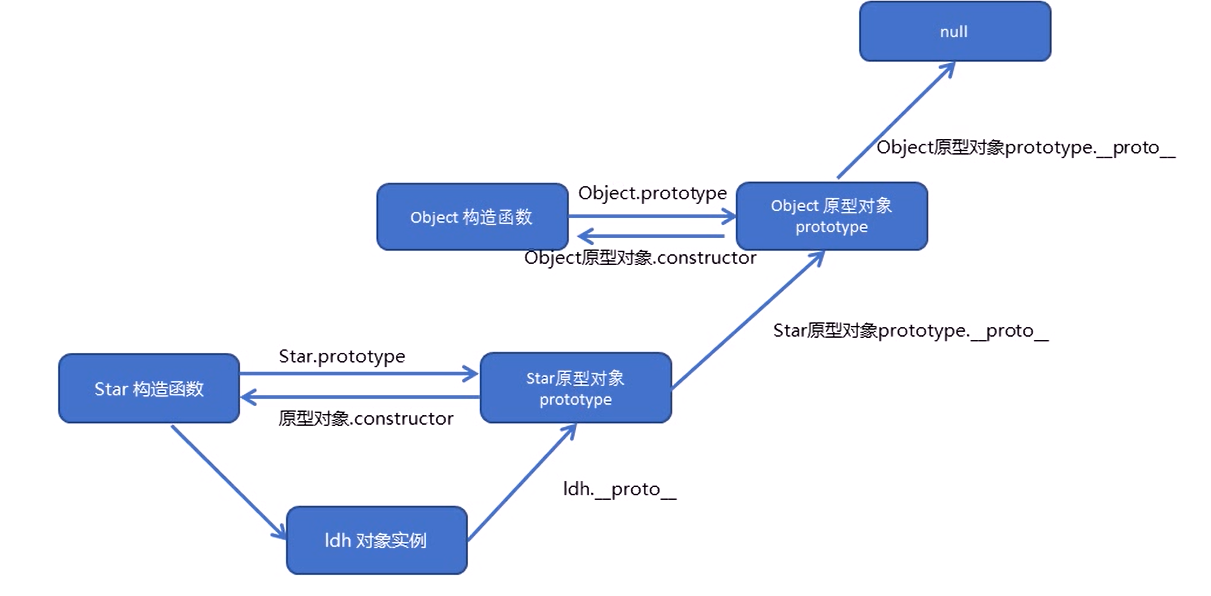 null
Object原型对象prototype.__proto__
Object.prototype
Object 构造函数
Object 原型对象
prototype
Object原型对象.constructor
Star原型对象prototype.__proto__
Star.prototype
Star 构造函数
Star原型对象
prototype
原型对象.constructor
ldh.__proto__
ldh 对象实例